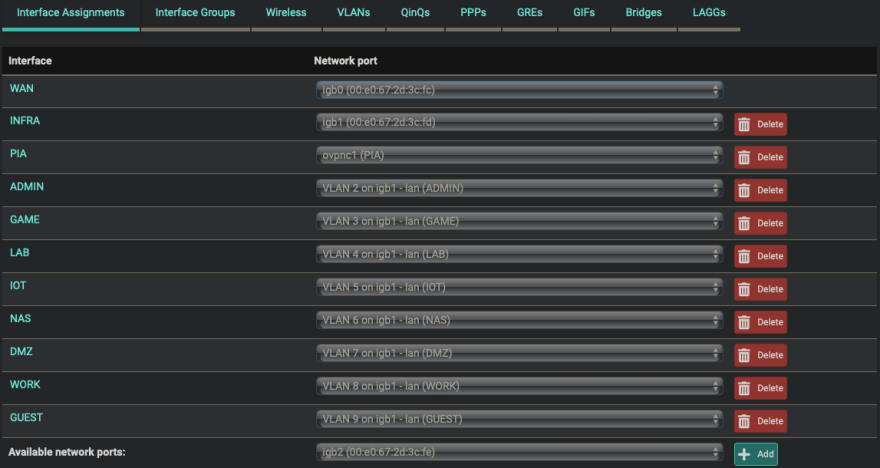 Interface Assignments Interface Groups Wireless VLANs QinQs PPPs GREs GIFs Bridges LAGGs
Interface Network port
WAN igb0 (00:e0:67:2d:3c:fc)
INFRA igb1 (00:e0:67:2d:3c:fd) Delete
PIA ovpnc1 (PIA) Delete
ADMIN VLAN 2 on igb1 - lan (ADMIN) Delete
GAME VLAN 3 on igb1 - lan (GAME) Delete
LAB VLAN 4 on igb1 - lan (LAB) Delete
IOT VLAN 5 on igb1 - lan (IOT) Delete
NAS VLAN 6 on igb1 - lan (NAS) Delete
DMZ VLAN 7 on igb1 - lan (DMZ) Delete
WORK VLAN 8 on igb1 - lan (WORK) Delete
GUEST VLAN 9 on igb1 - lan (GUEST) Delete
Available network ports: igb2 (00:e0:67:2d:3c:fe) Add